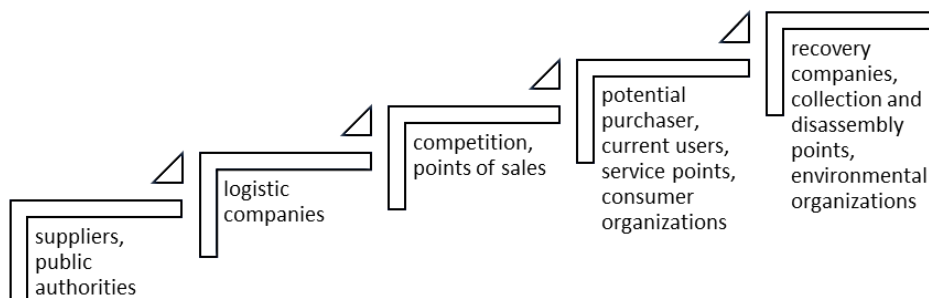 suppliers,
public
authorities
logistic
companies
competition,
points of sales
potential
purchaser,
current users,
service points,
consumer
organizations
recovery
companies,
collection and
disassembly
points,
environmental
organizations